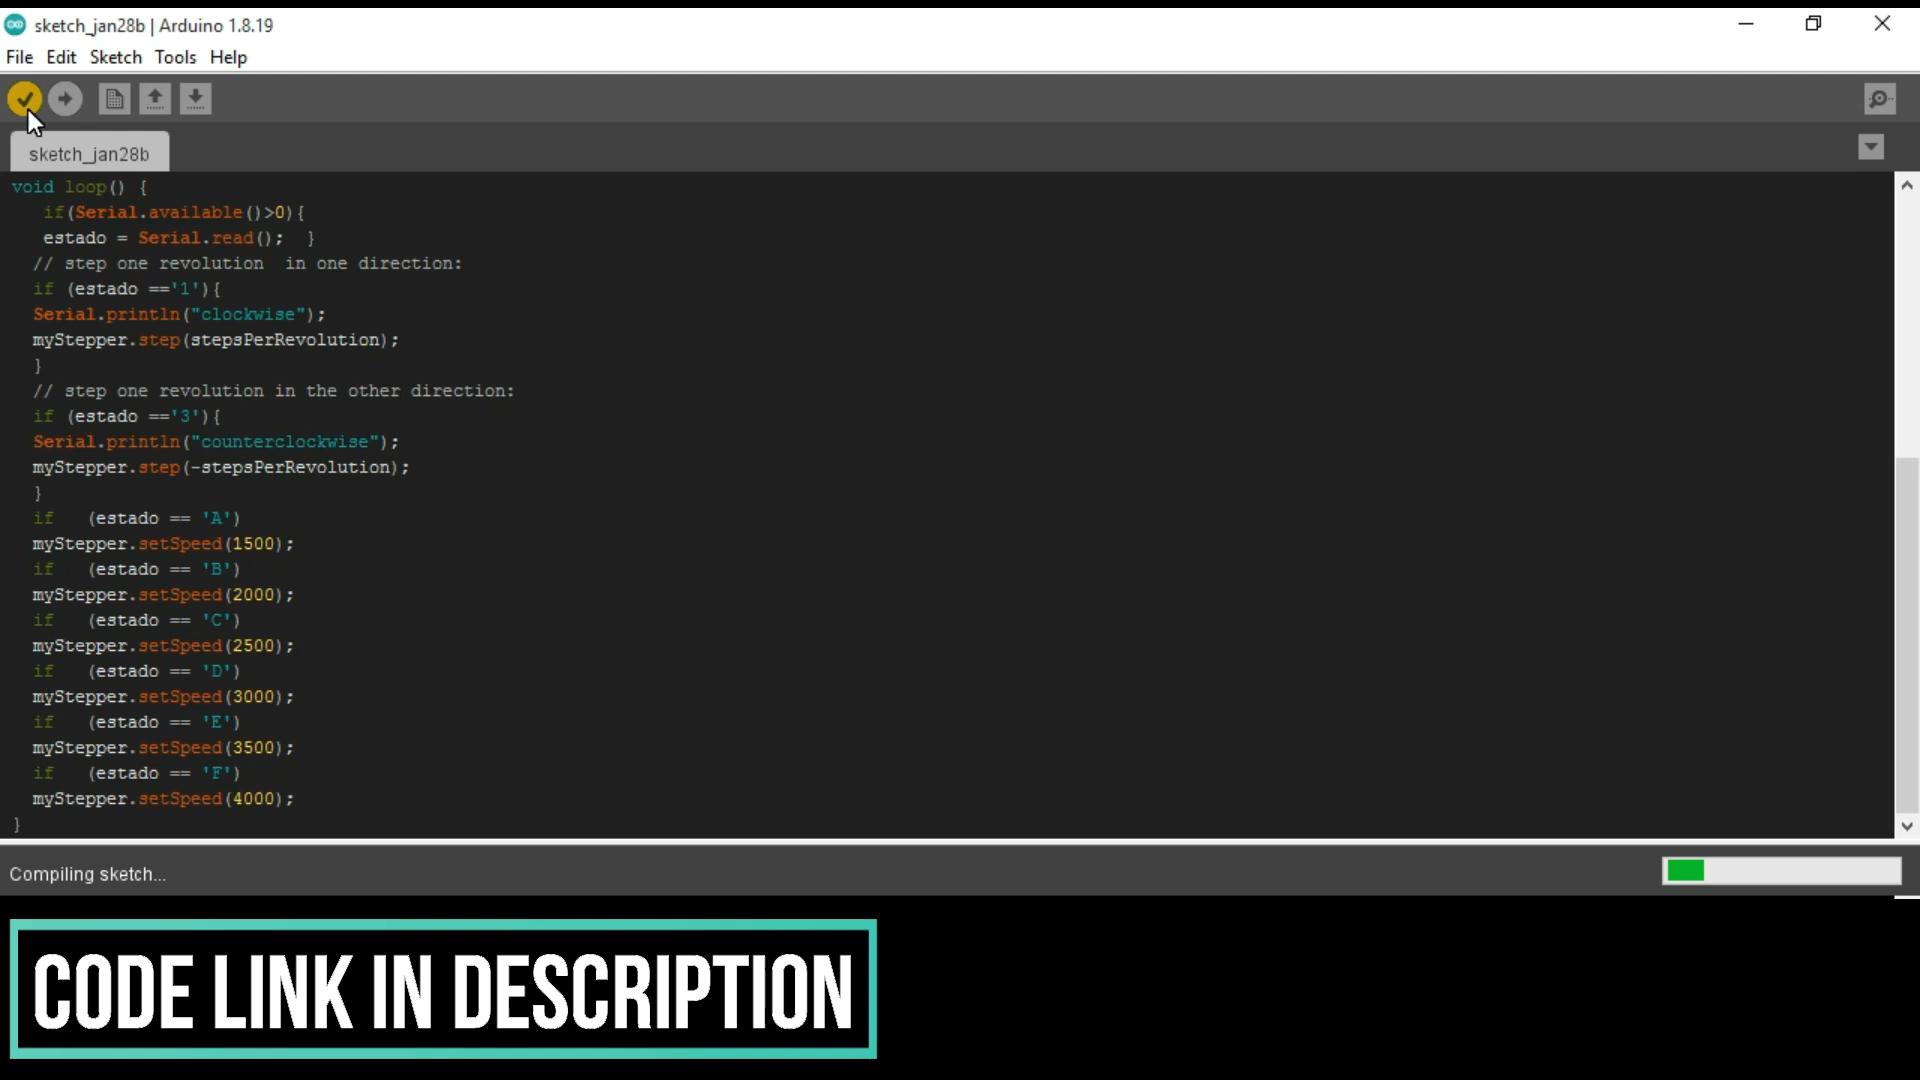 sketch_jan28b | Arduino 1.8.19
File Edit Sketch Tools Help
sketch_jan28b
void loop() {
if(Serial.available()>0){
estado = Serial.read(); }
// step one revolution in one direction:
if (estado =='1'){
Serial.println("clockwise");
myStepper.step(stepsPerRevolution);
}
// step one revolution in the other direction:
if (estado =='3'){
Serial.println("counterclockwise");
myStepper.step(-stepsPerRevolution);
}
if (estado == 'A')
myStepper.setSpeed(1500);
if (estado == 'B')
myStepper.setSpeed(2000);
if (estado == 'C')
myStepper.setSpeed(2500);
if (estado == 'D')
myStepper.setSpeed(3000);
if (estado == 'E')
myStepper.setSpeed(3500);
if (estado == 'F')
myStepper.setSpeed(4000);
}
Compiling sketch...
CODE LINK IN DESCRIPTION